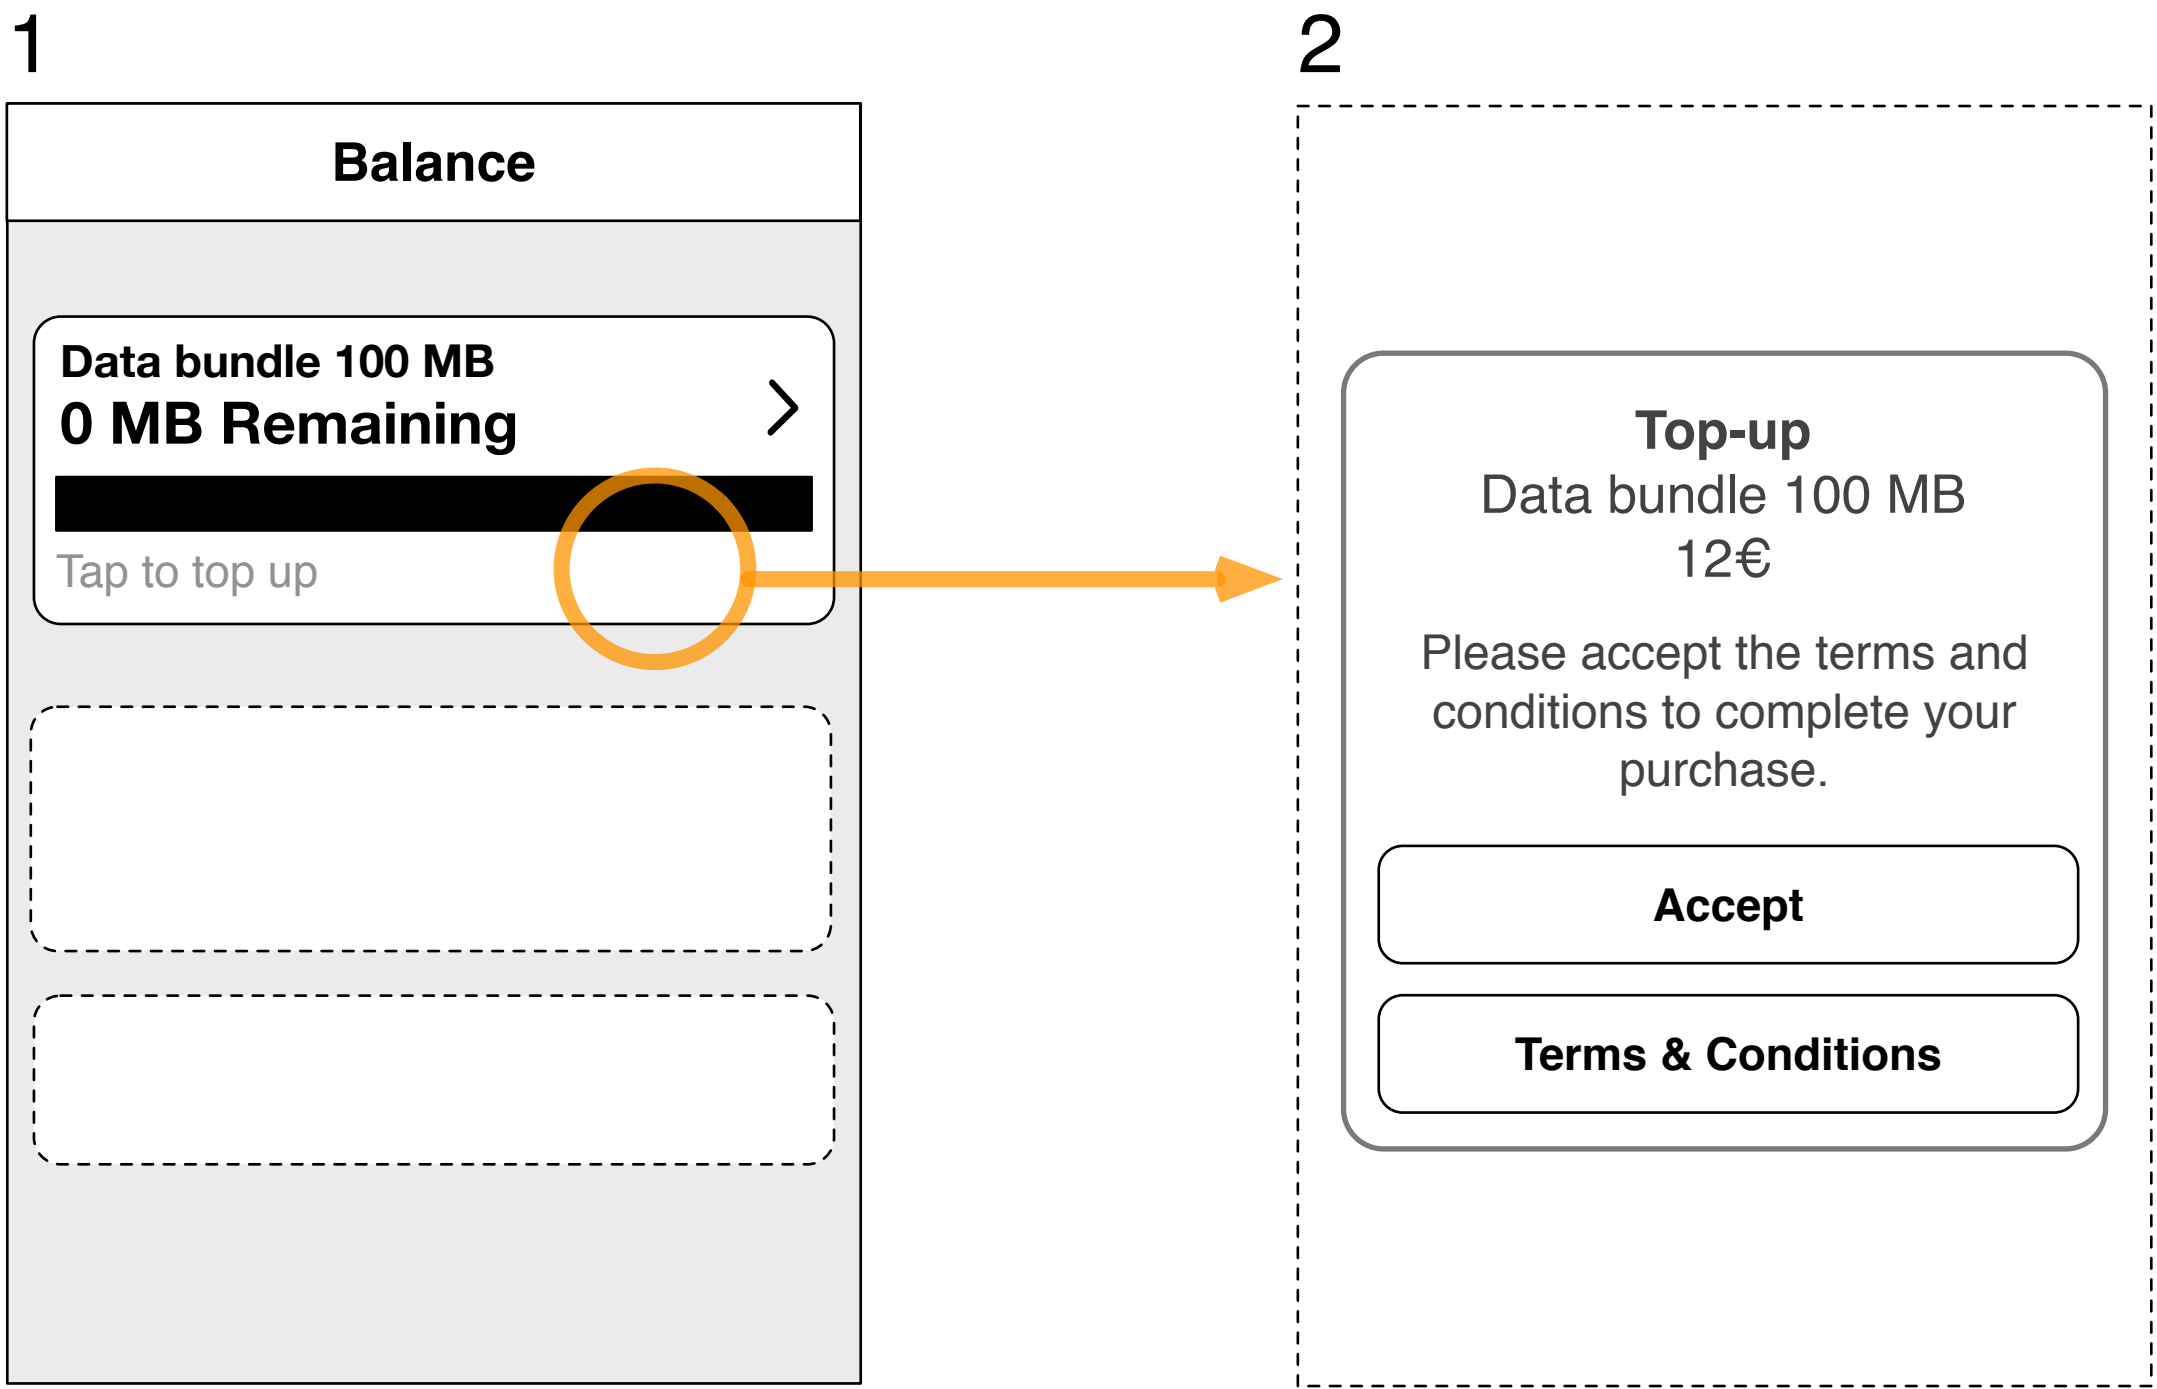 1
Balance
Data bundle 100 MB
0 MB Remaining
Tap to top up
2
Top-up
Data bundle 100 MB
12€
Please accept the terms and
conditions to complete your
purchase.
Accept
Terms & Conditions